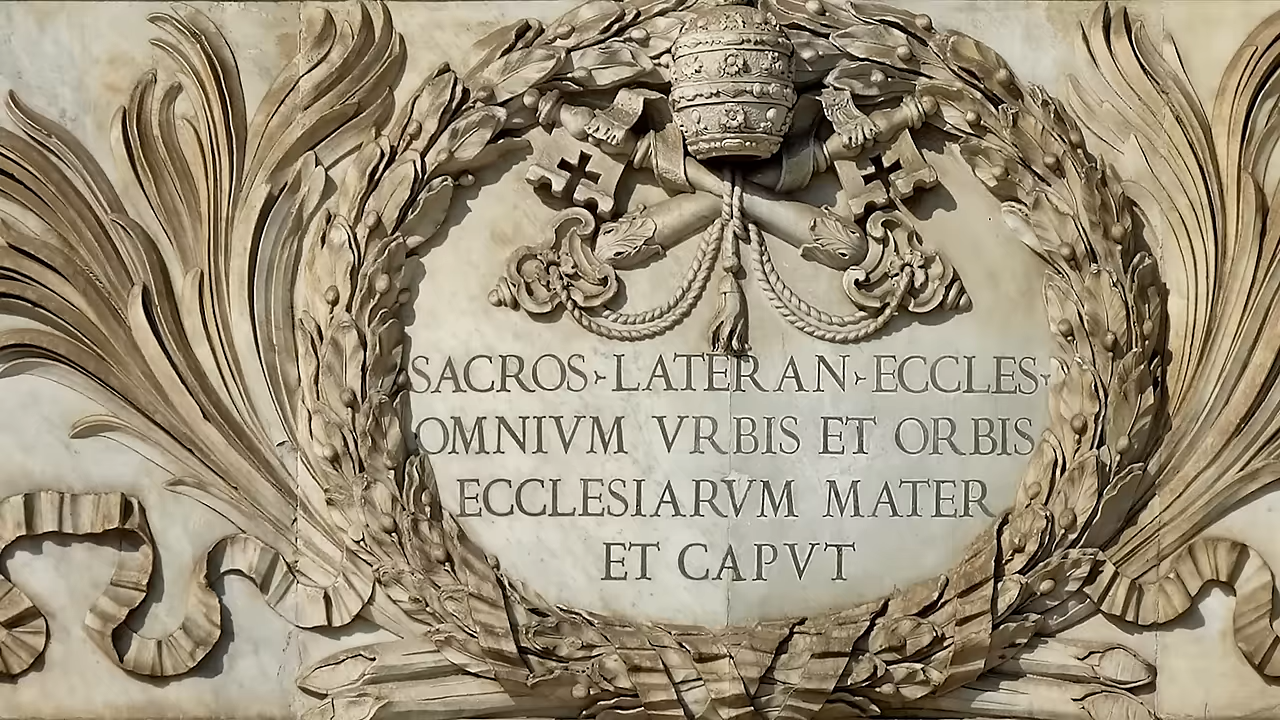 SACROS · LATERAN · ECCLES ·
OMNIVM VRBIS ET ORBIS
ECCLESIARVM MATER
ET CAPVT